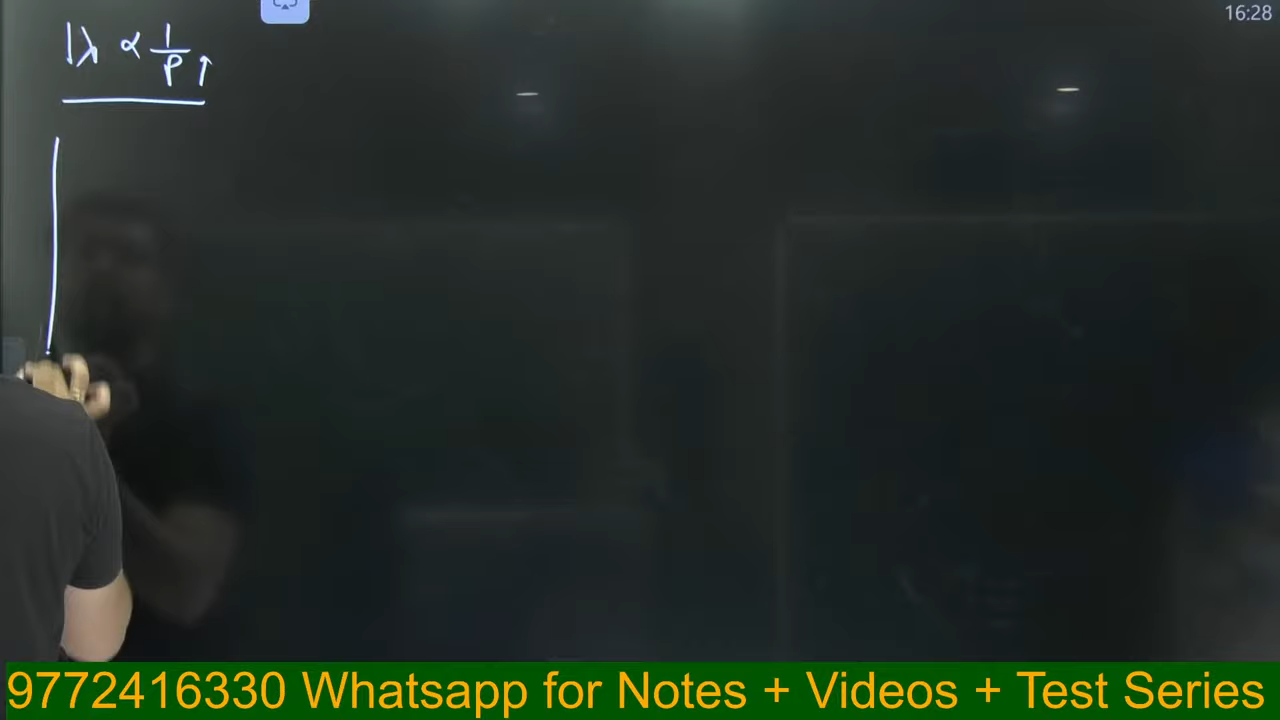 16:28
↓λ ∝ 1/P ↑
9772416330 Whatsapp for Notes + Videos + Test Series